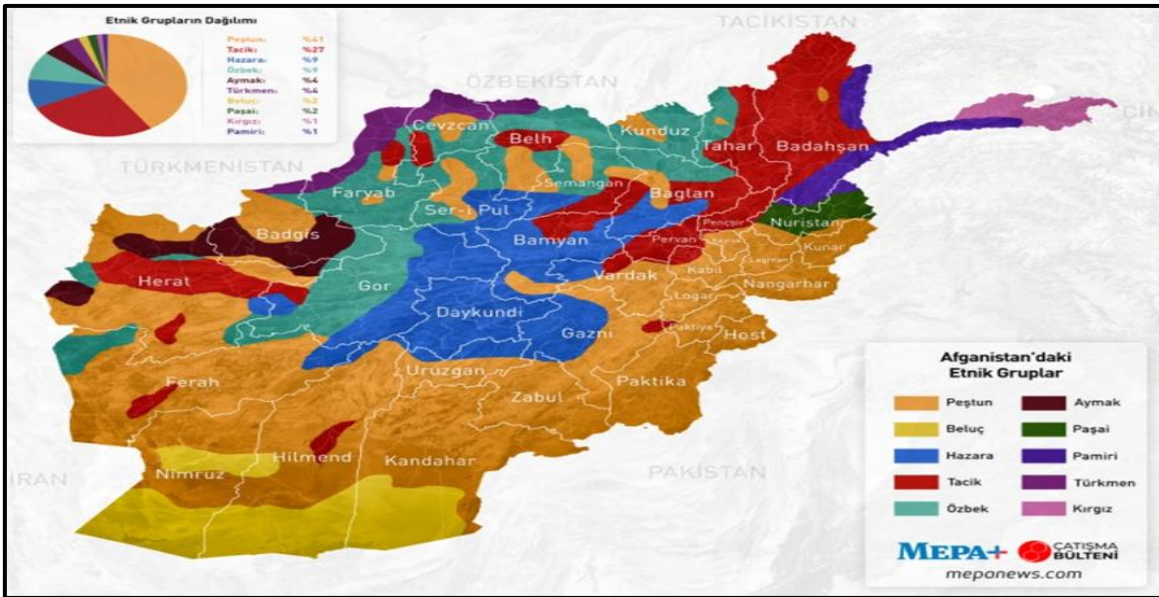 Etnik Grupların Dağılımı
Peştun: %41
Tacik: %27
Hazara: %9
Özbek: %9
Aymak: %4
Türkmen: %4
Beluç: %2
Paşai: %2
Kırgız: %1
Pamiri: %1
TACİKİSTAN
ÖZBEKİSTAN
ÇİN
TÜRKMENİSTAN
Cevzcan
Belh
Kunduz
Tahar
Badahşan
Faryab
Semangan
Baglan
Ser-i Pul
Nuristan
Pençşir
Badgis
Bamyan
Pervan
Kunar
Herat
Gor
Vardak
Kabil
Nangarhar
Logar
Daykundi
Gazni
Paktiya
Host
Uruzgan
Ferah
Zabul
Paktika
Nimruz
Hilmend
Kandahar
İRAN
PAKİSTAN
Afganistan'daki
Etnik Gruplar
Peştun Aymak
Beluç Paşai
Hazara Pamiri
Tacik Türkmen
Özbek Kırgız
MEPA+ ÇATIŞMA
BÜLTENİ
mepanews.com